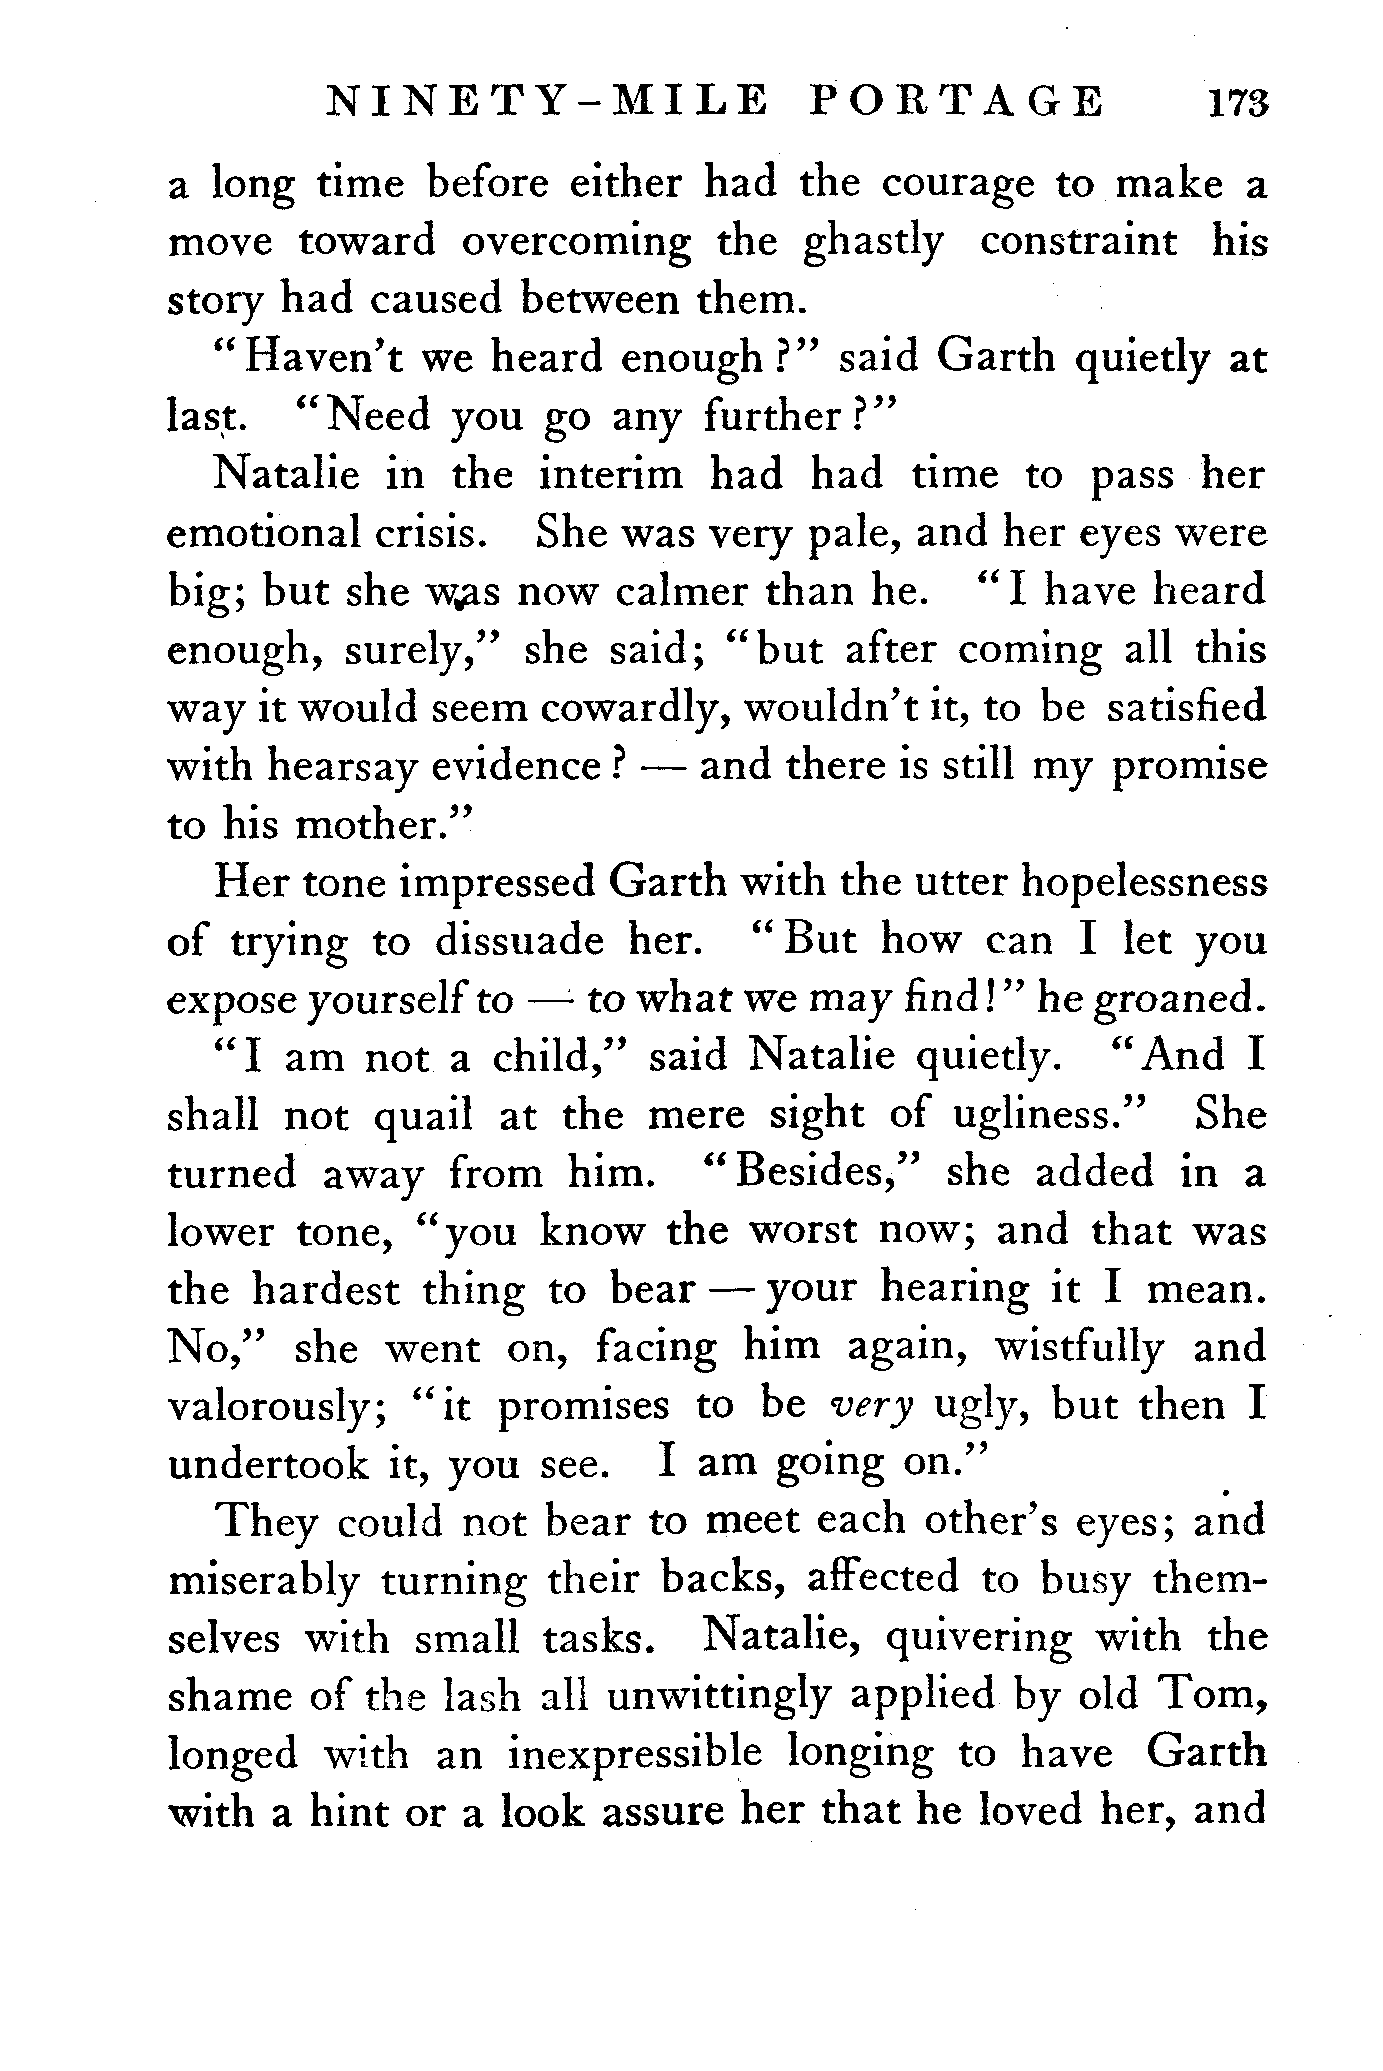 NINETY-MILE PORTAGE 173
a long time before either had the courage to make a
move toward overcoming the ghastly constraint his
story had caused between them.
"Haven't we heard enough?" said Garth quietly at
last. "Need you go any further?"
Natalie in the interim had had time to pass her
emotional crisis. She was very pale, and her eyes were
big; but she was now calmer than he. "I have heard
enough, surely," she said; "but after coming all this
way it would seem cowardly, wouldn't it, to be satisfied
with hearsay evidence? — and there is still my promise
to his mother."
Her tone impressed Garth with the utter hopelessness
of trying to dissuade her. "But how can I let you
expose yourself to — to what we may find!" he groaned.
"I am not a child," said Natalie quietly. "And I
shall not quail at the mere sight of ugliness." She
turned away from him. "Besides," she added in a
lower tone, "you know the worst now; and that was
the hardest thing to bear — your hearing it I mean.
No," she went on, facing him again, wistfully and
valorously; "it promises to be very ugly, but then I
undertook it, you see. I am going on."
They could not bear to meet each other's eyes; and
miserably turning their backs, affected to busy them-
selves with small tasks. Natalie, quivering with the
shame of the lash all unwittingly applied by old Tom,
longed with an inexpressible longing to have Garth
with a hint or a look assure her that he loved her, and